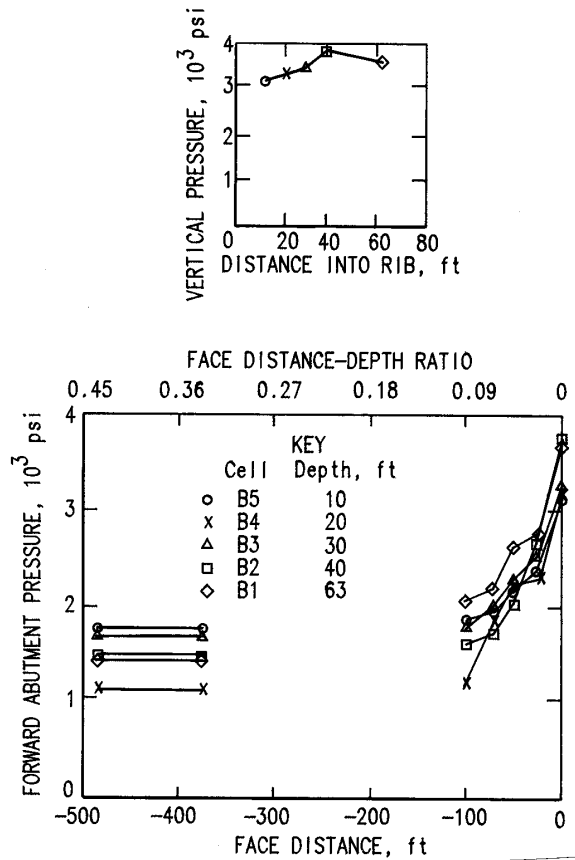 VERTICAL PRESSURE, 10³ psi
4
3
2
1
0 20 40 60 80
DISTANCE INTO RIB, ft
FACE DISTANCE–DEPTH RATIO
0.45 0.36 0.27 0.18 0.09 0
FORWARD ABUTMENT PRESSURE, 10³ psi
4
3
2
1
0
KEY
Cell Depth, ft
B5 10
B4 20
B3 30
B2 40
B1 63
-500 -400 -300 -200 -100 0
FACE DISTANCE, ft